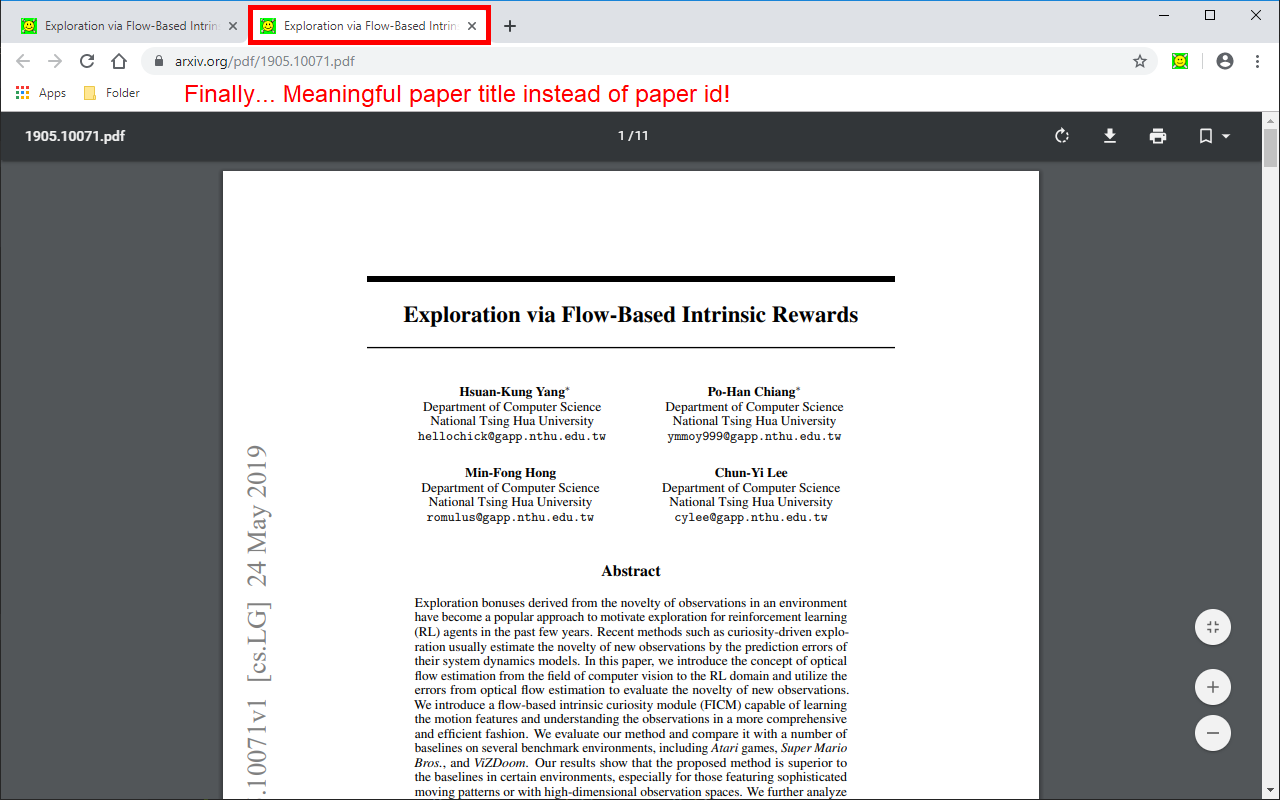 Exploration via Flow-Based Intrin
Exploration via Flow-Based Intrin
arxiv.org/pdf/1905.10071.pdf
Apps
Folder
Finally... Meaningful paper title instead of paper id!
1905.10071.pdf
1 / 11
Exploration via Flow-Based Intrinsic Rewards
Hsuan-Kung Yang*
Department of Computer Science
National Tsing Hua University
hellochick@gapp.nthu.edu.tw
Po-Han Chiang*
Department of Computer Science
National Tsing Hua University
ymmoy999@gapp.nthu.edu.tw
Min-Fong Hong
Department of Computer Science
National Tsing Hua University
romulus@gapp.nthu.edu.tw
Chun-Yi Lee
Department of Computer Science
National Tsing Hua University
cylee@gapp.nthu.edu.tw
.10071v1 [cs.LG] 24 May 2019
Abstract
Exploration bonuses derived from the novelty of observations in an environment
have become a popular approach to motivate exploration for reinforcement learning
(RL) agents in the past few years. Recent methods such as curiosity-driven explo-
ration usually estimate the novelty of new observations by the prediction errors of
their system dynamics models. In this paper, we introduce the concept of optical
flow estimation from the field of computer vision to the RL domain and utilize the
errors from optical flow estimation to evaluate the novelty of new observations.
We introduce a flow-based intrinsic curiosity module (FICM) capable of learning
the motion features and understanding the observations in a more comprehensive
and efficient fashion. We evaluate our method and compare it with a number of
baselines on several benchmark environments, including Atari games, Super Mario
Bros., and ViZDoom. Our results show that the proposed method is superior to
the baselines in certain environments, especially for those featuring sophisticated
moving patterns or with high-dimensional observation spaces. We further analyze